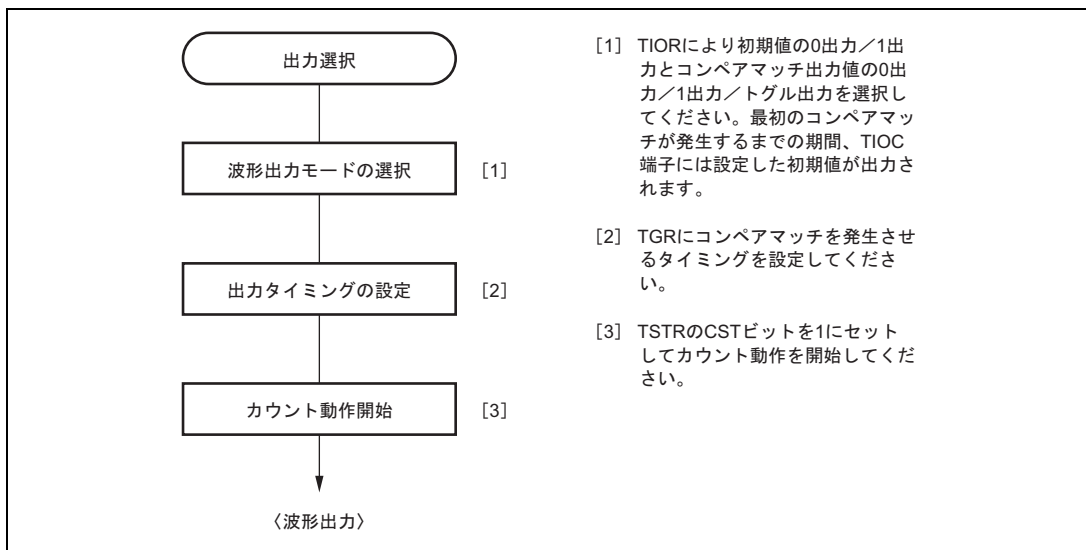 出力選択
波形出力モードの選択 [1]
出力タイミングの設定 [2]
カウント動作開始 [3]
〈波形出力〉
[1] TIORにより初期値の0出力／1出
力とコンペアマッチ出力値の0出
力／1出力／トグル出力を選択し
てください。最初のコンペアマッ
チが発生するまでの期間、TIOC
端子には設定した初期値が出力さ
れます。
[2] TGRにコンペアマッチを発生させ
るタイミングを設定してくださ
い。
[3] TSTRのCSTビットを1にセット
してカウント動作を開始してくだ
さい。